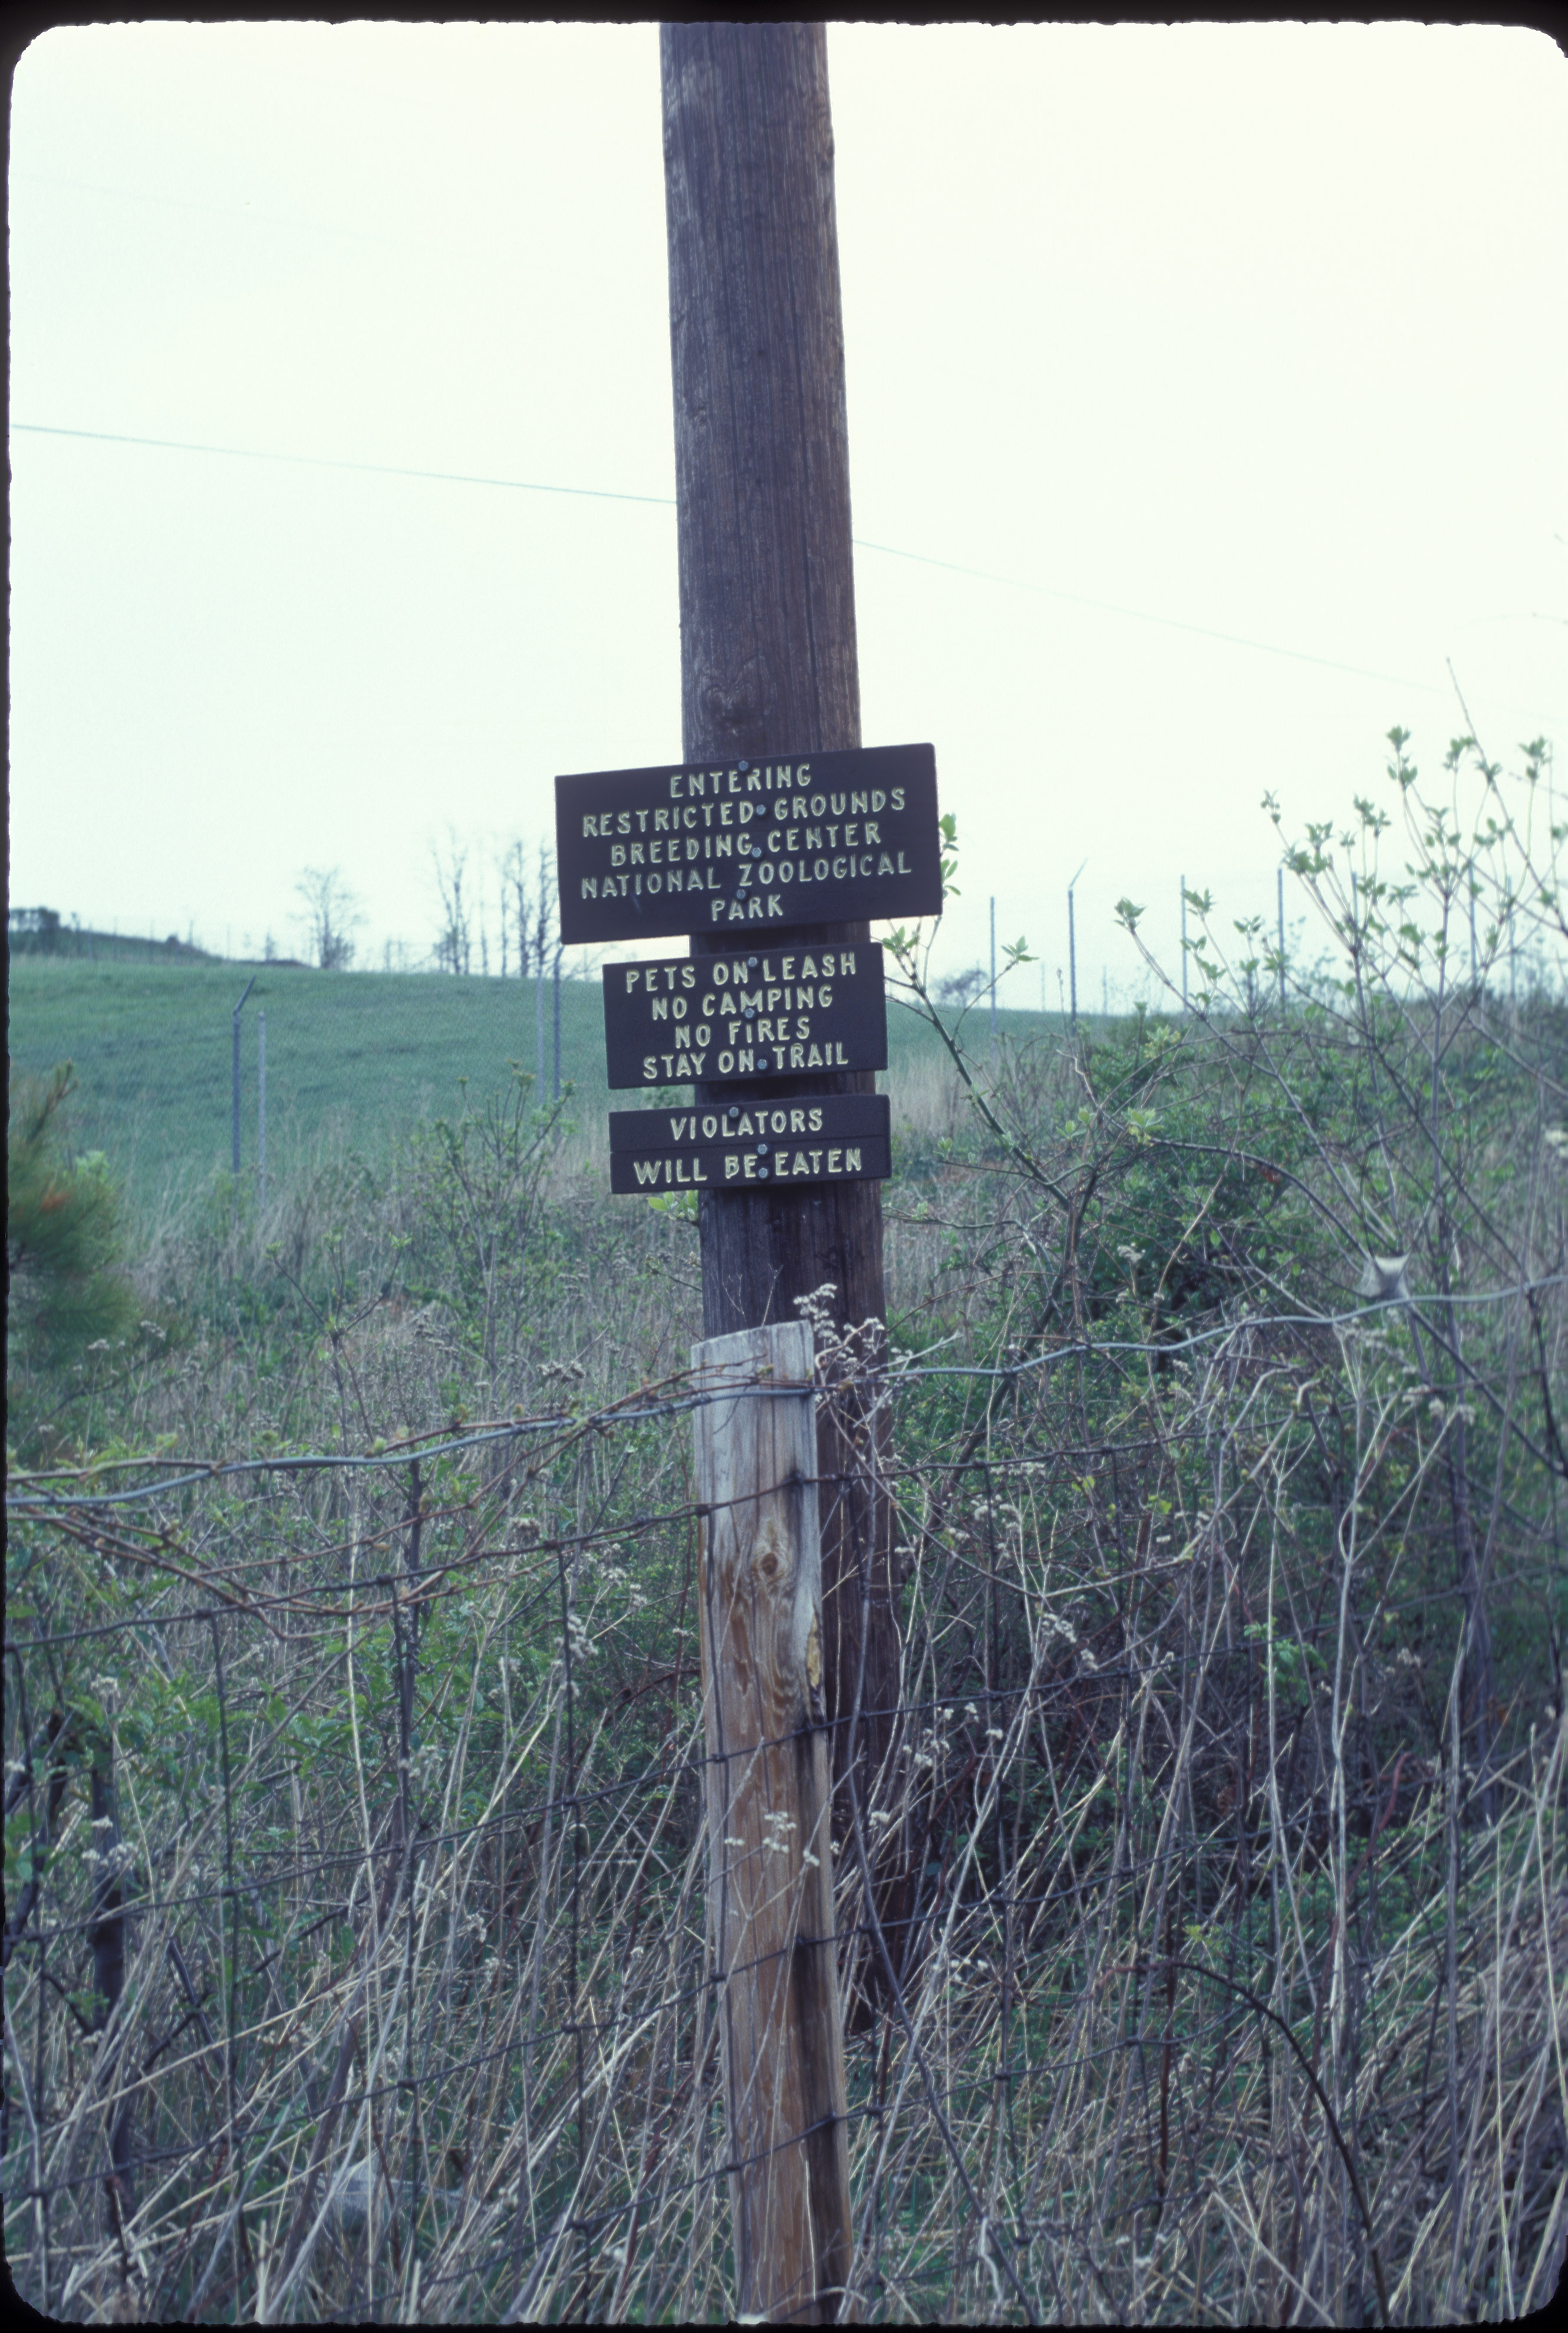 ENTERING
RESTRICTED GROUNDS
BREEDING CENTER
NATIONAL ZOOLOGICAL
PARK
PETS ON LEASH
NO CAMPING
NO FIRES
STAY ON TRAIL
VIOLATORS
WILL BE EATEN